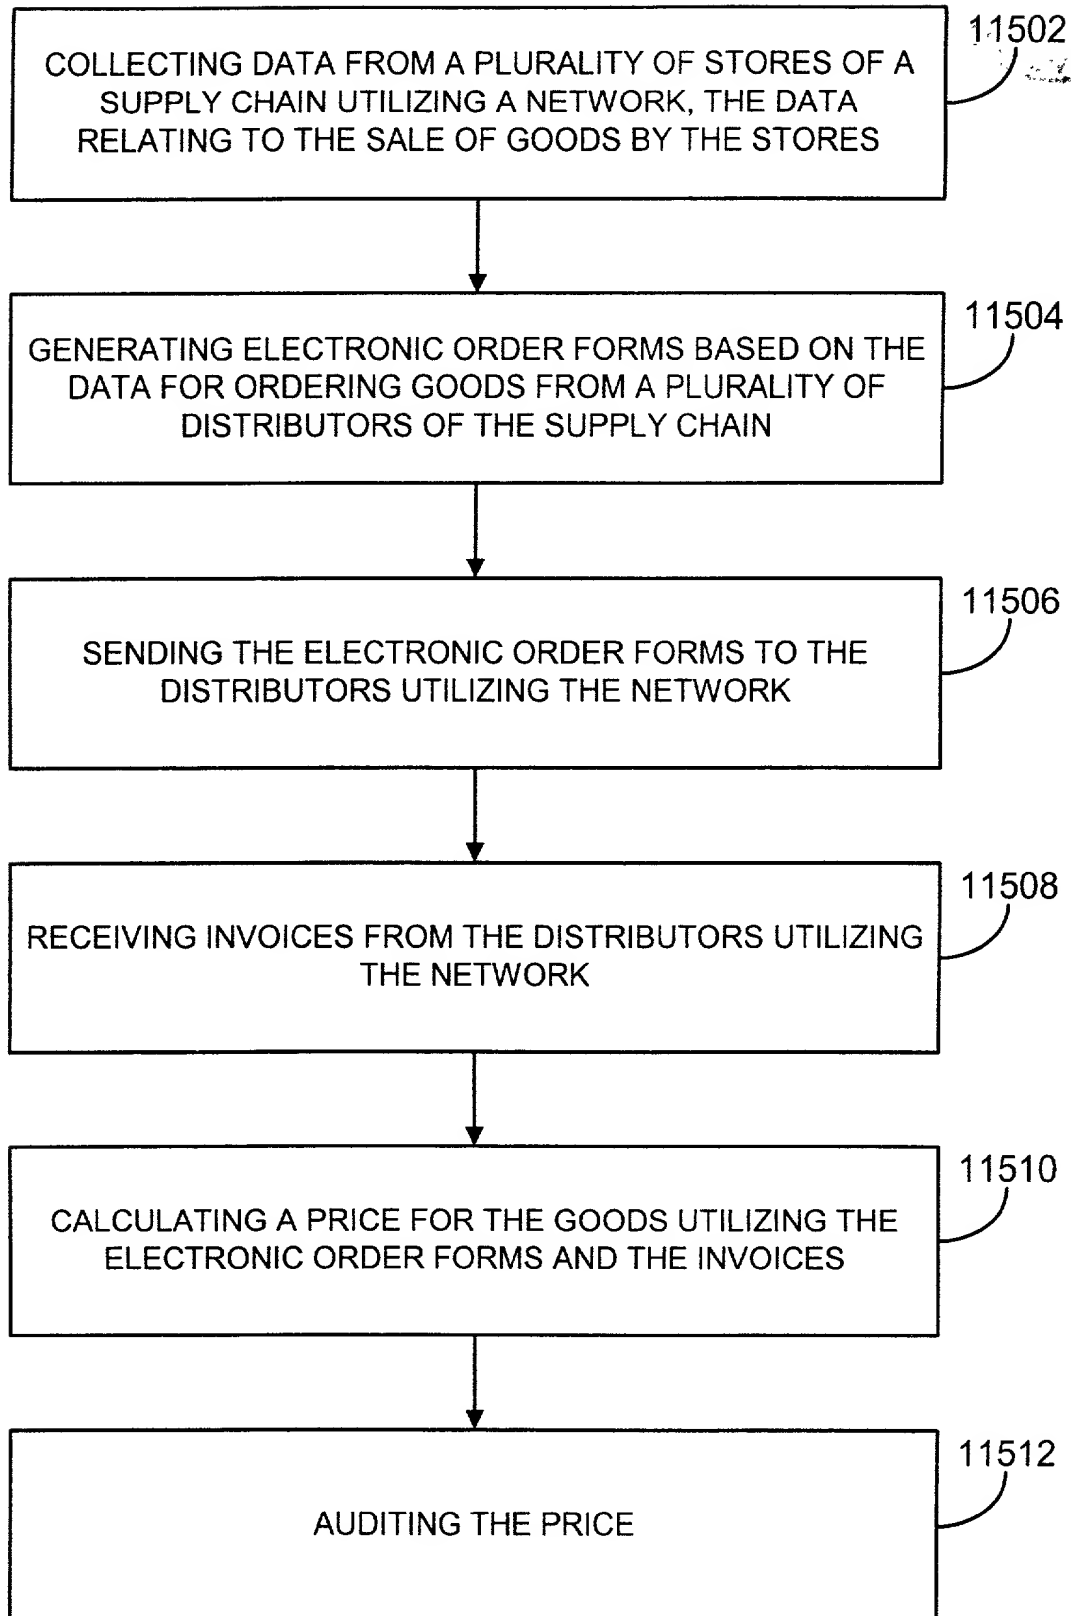 11502
COLLECTING DATA FROM A PLURALITY OF STORES OF A
SUPPLY CHAIN UTILIZING A NETWORK, THE DATA
RELATING TO THE SALE OF GOODS BY THE STORES
11504
GENERATING ELECTRONIC ORDER FORMS BASED ON THE
DATA FOR ORDERING GOODS FROM A PLURALITY OF
DISTRIBUTORS OF THE SUPPLY CHAIN
11506
SENDING THE ELECTRONIC ORDER FORMS TO THE
DISTRIBUTORS UTILIZING THE NETWORK
11508
RECEIVING INVOICES FROM THE DISTRIBUTORS UTILIZING
THE NETWORK
11510
CALCULATING A PRICE FOR THE GOODS UTILIZING THE
ELECTRONIC ORDER FORMS AND THE INVOICES
11512
AUDITING THE PRICE